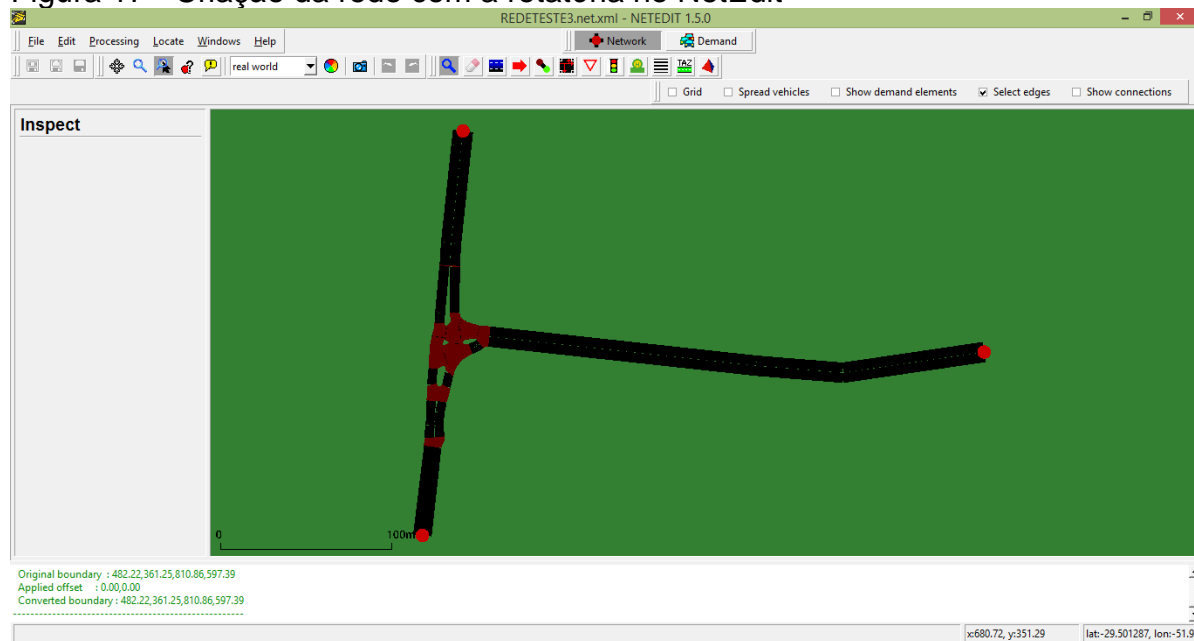 REDETESTE3.net.xml - NETEDIT 1.5.0
File Edit Processing Locate Windows Help
Network Demand
real world
TAZ
Grid Spread vehicles Show demand elements Select edges Show connections
Inspect
0 100m
Original boundary : 482.22,361.25,810.86,597.39
Applied offset : 0.00,0.00
Converted boundary : 482.22,361.25,810.86,597.39
-----------------------------------------------------
x:680.72, y:351.29 lat:-29.501287, lon:-51.9